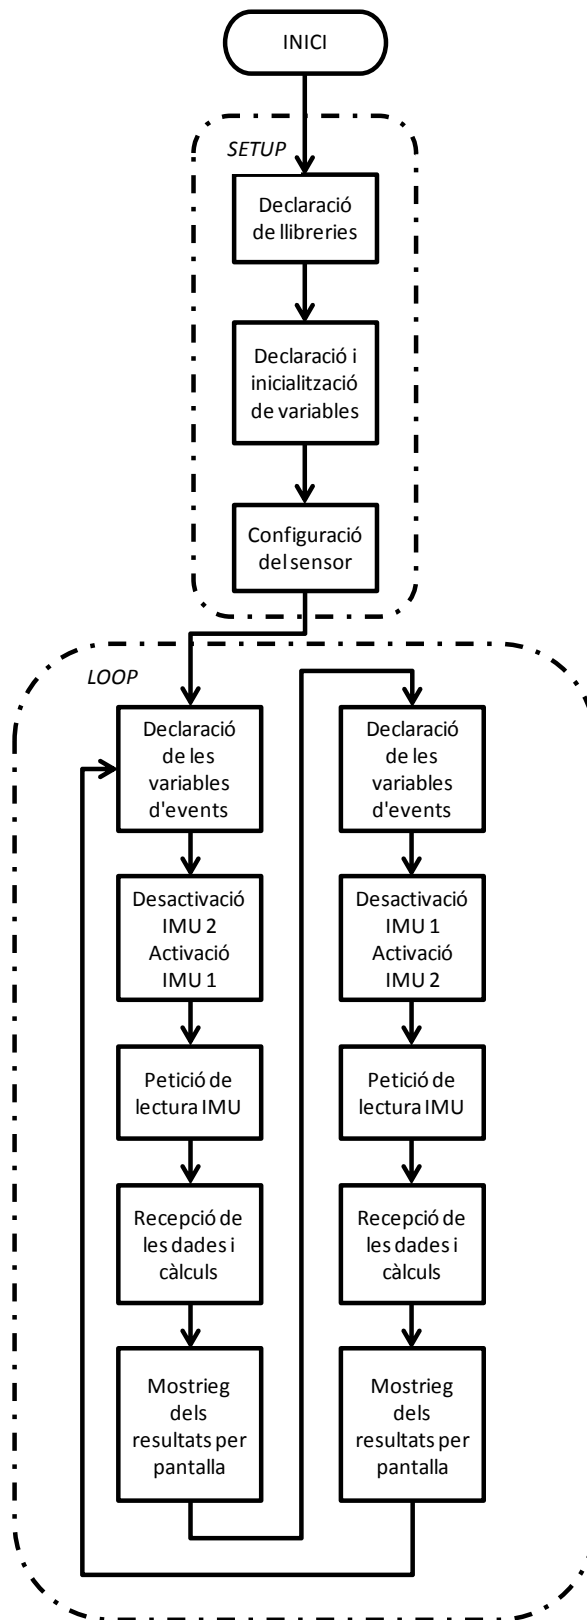 INICI
SETUP
Declaració
de llibreries
Declaració i
inicialització
de variables
Configuració
del sensor
LOOP
Declaració
de les
variables
d'events
Desactivació
IMU 2
Activació
IMU 1
Petició de
lectura IMU
Recepció de
les dades i
càlculs
Mostrieg
dels
resultats per
pantalla
Declaració
de les
variables
d'events
Desactivació
IMU 1
Activació
IMU 2
Petició de
lectura IMU
Recepció de
les dades i
càlculs
Mostrieg
dels
resultats per
pantalla